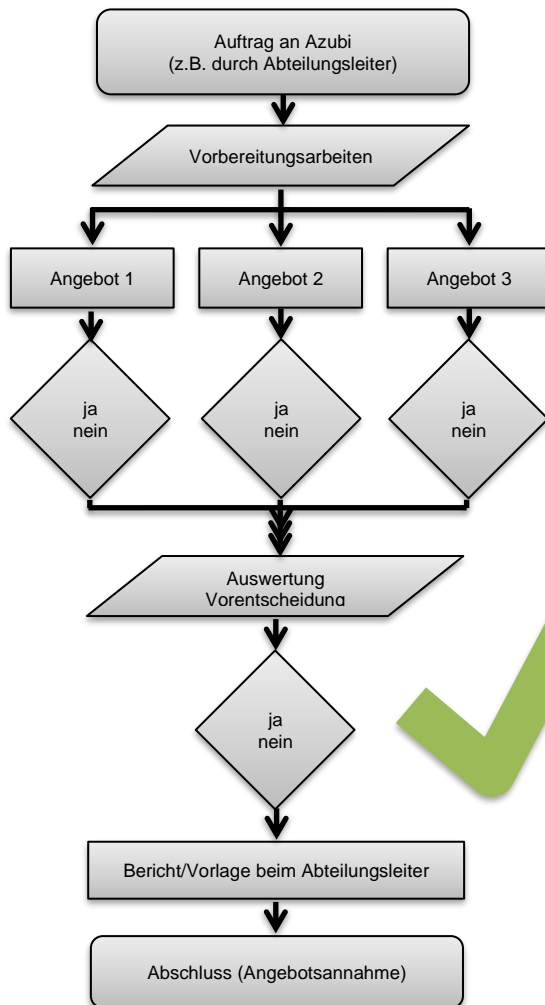 Auftrag an Azubi
(z.B. durch Abteilungsleiter)
Vorbereitungsarbeiten
Angebot 1
Angebot 2
Angebot 3
ja
nein
ja
nein
ja
nein
Auswertung
Vorentscheidung
ja
nein
Bericht/Vorlage beim Abteilungsleiter
Abschluss (Angebotsannahme)